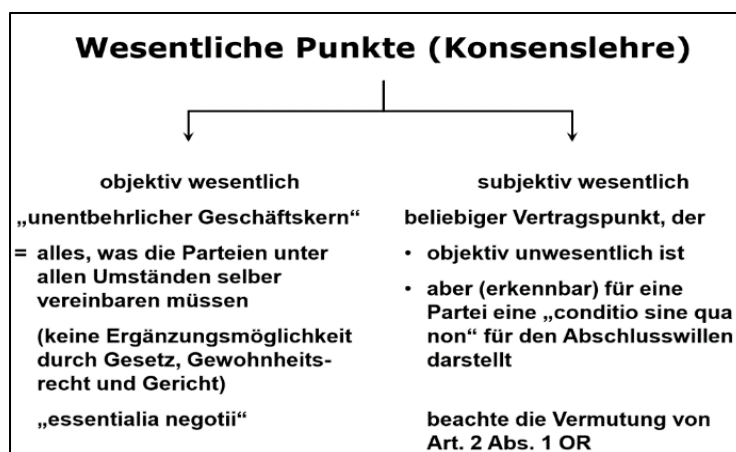 Wesentliche Punkte (Konsenslehre)
objektiv wesentlich
„unentbehrlicher Geschäftskern“
= alles, was die Parteien unter
allen Umständen selber
vereinbaren müssen
(keine Ergänzungsmöglichkeit
durch Gesetz, Gewohnheits-
recht und Gericht)
„essentialia negotii“
subjektiv wesentlich
beliebiger Vertragspunkt, der
• objektiv unwesentlich ist
• aber (erkennbar) für eine
Partei eine „conditio sine qua
non“ für den Abschlusswillen
darstellt
beachte die Vermutung von
Art. 2 Abs. 1 OR